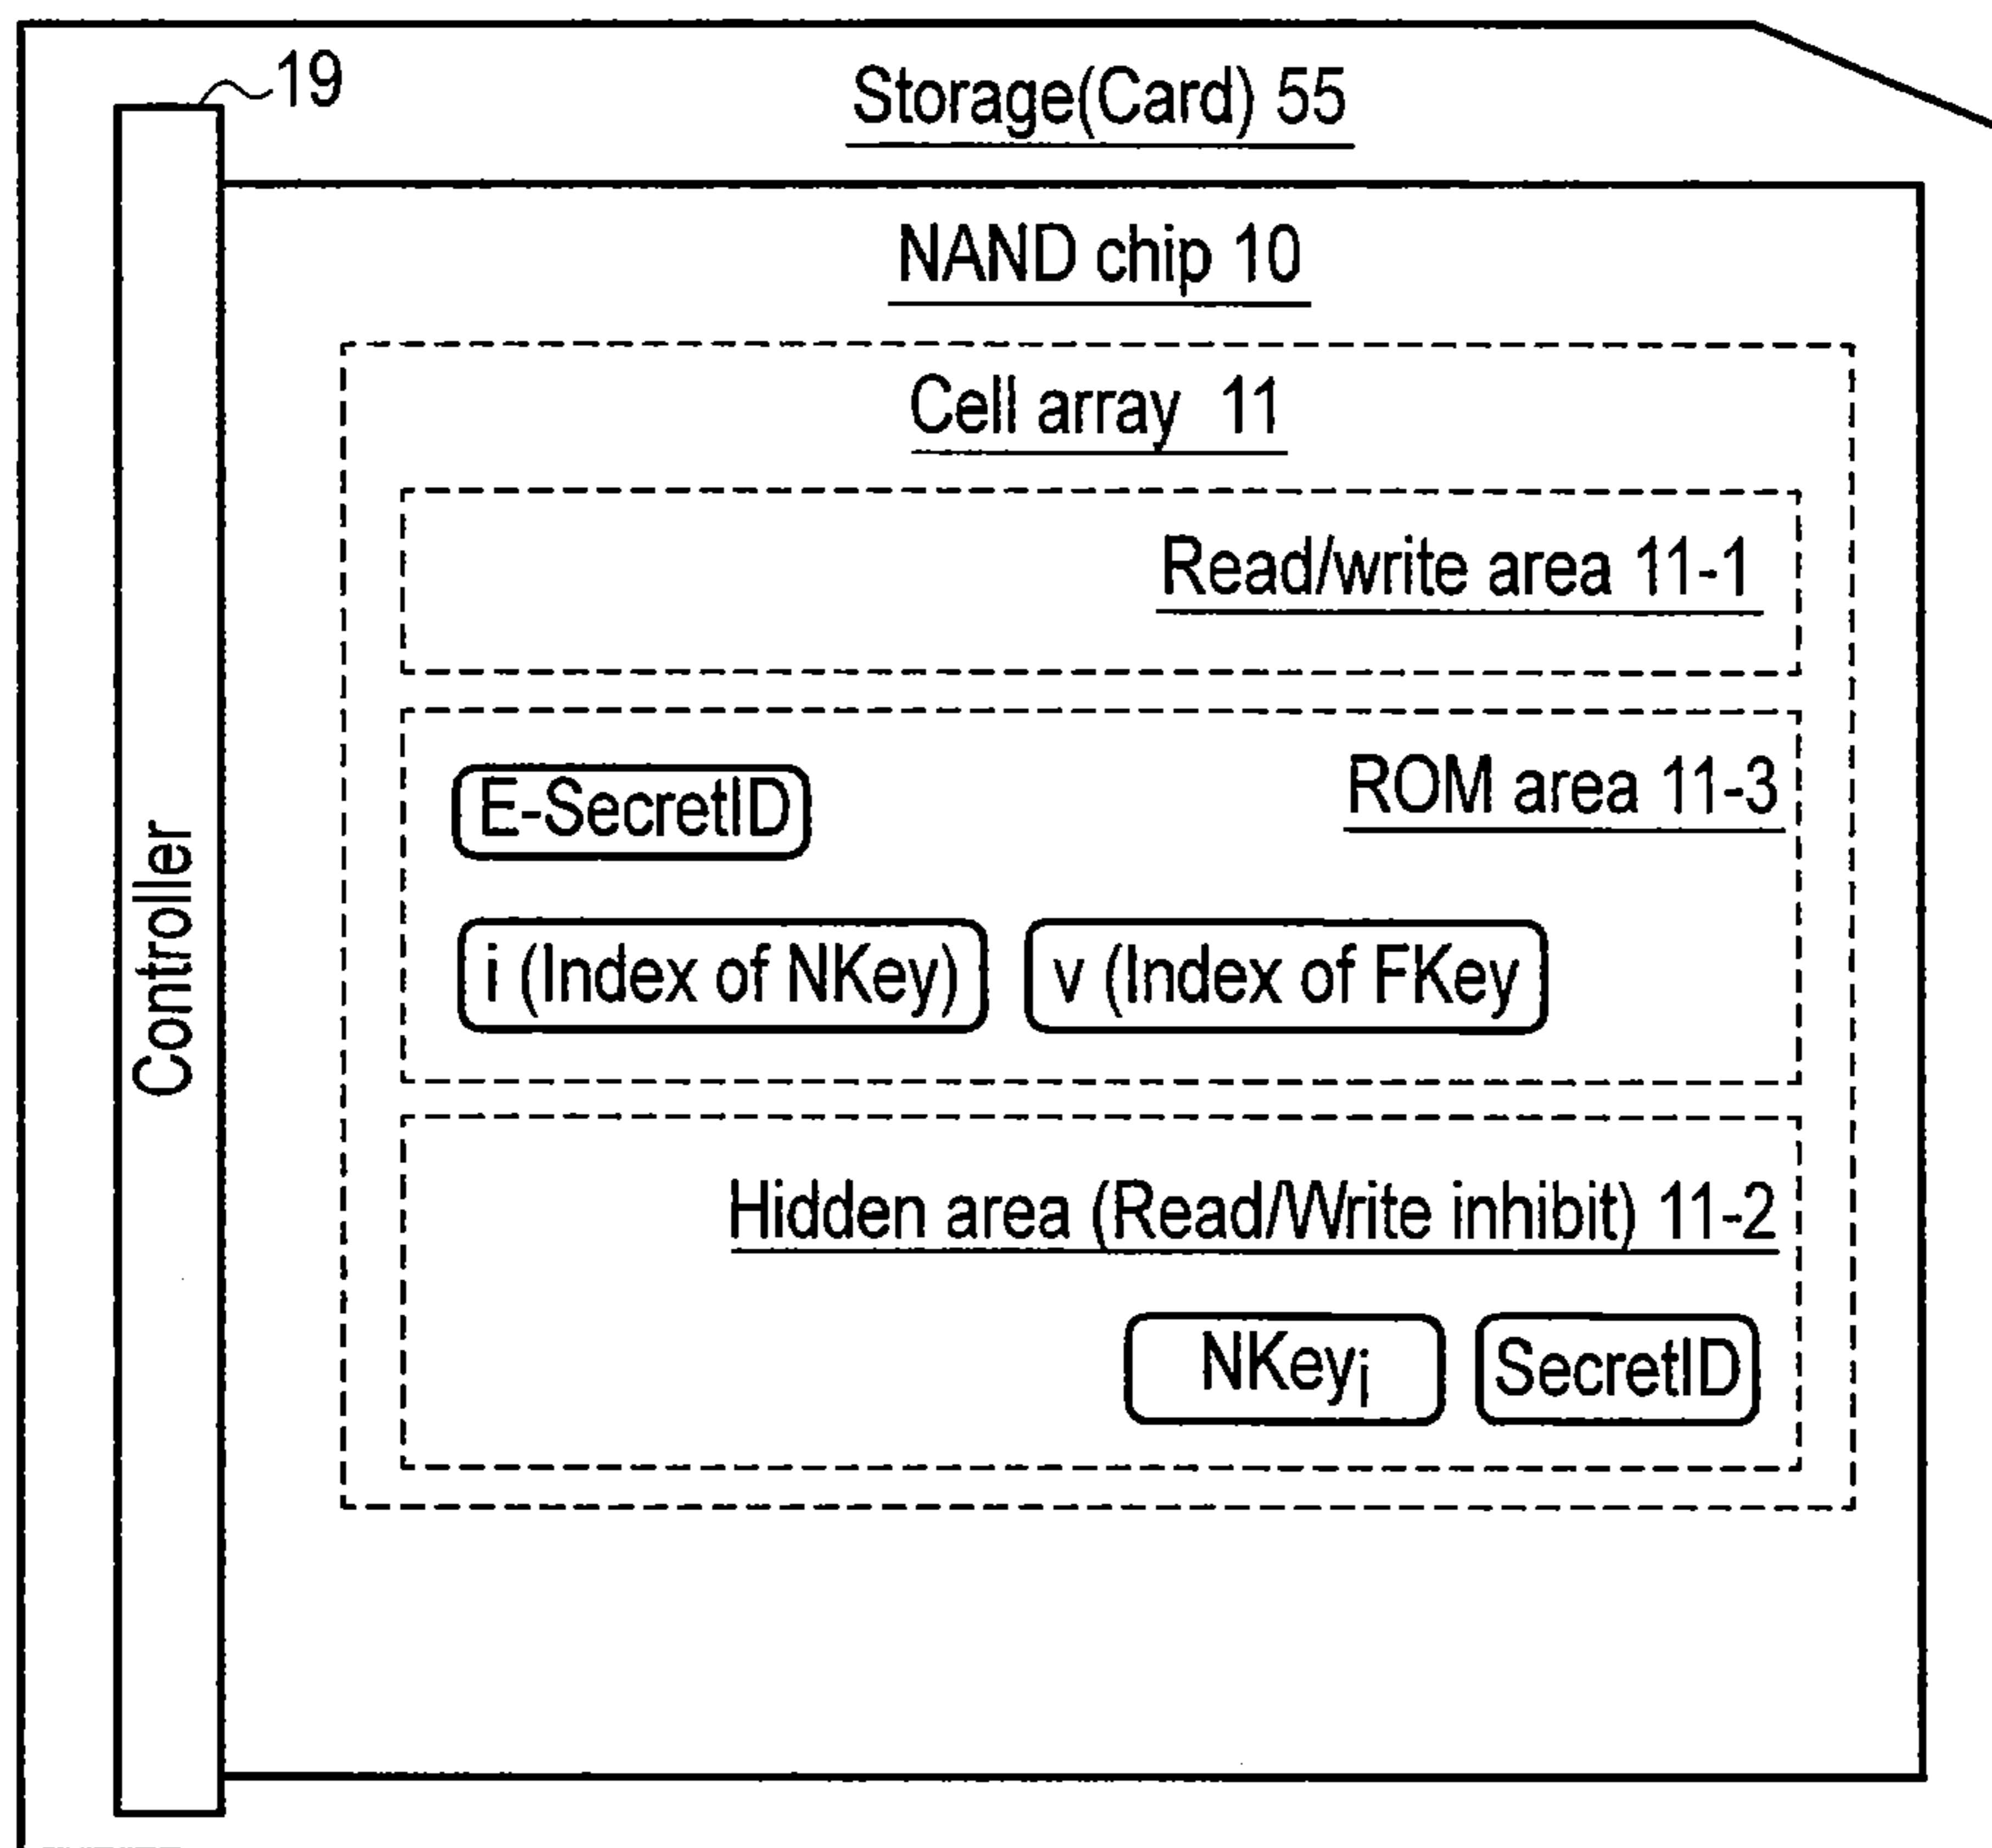 19
Storage(Card) 55
NAND chip 10
Cell array 11
Read/write area 11-1
ROM area 11-3
E-SecretID
i (Index of NKey)
v (Index of FKey
Hidden area (Read/Write inhibit) 11-2
NKeyi
SecretID
Controller